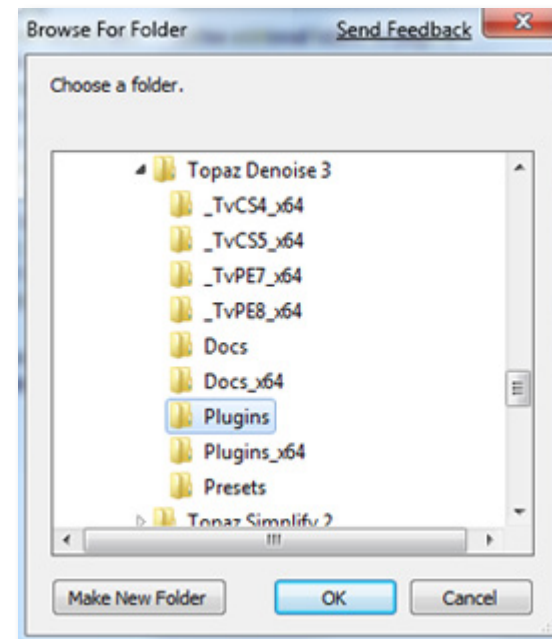 Browse For Folder Send Feedback
Choose a folder.
Topaz Denoise 3
_TvCS4_x64
_TvCS5_x64
_TvPE7_x64
_TvPE8_x64
Docs
Docs_x64
Plugins
Plugins_x64
Presets
Topaz Simplify 2
Make New Folder OK Cancel